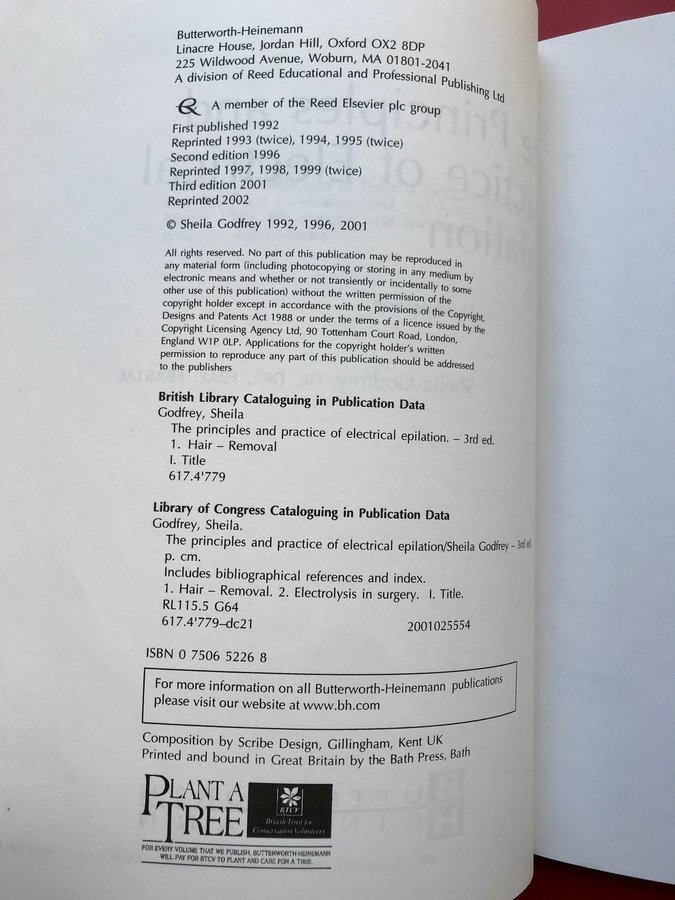 Butterworth-Heinemann
Linacre House, Jordan Hill, Oxford OX2 8DP
225 Wildwood Avenue, Woburn, MA 01801-2041
A division of Reed Educational and Professional Publishing Ltd
A member of the Reed Elsevier plc group
First published 1992
Reprinted 1993 (twice), 1994, 1995 (twice)
Second edition 1996
Reprinted 1997, 1998, 1999 (twice)
Third edition 2001
Reprinted 2002
© Sheila Godfrey 1992, 1996, 2001
All rights reserved. No part of this publication may be reproduced in
any material form (including photocopying or storing in any medium by
electronic means and whether or not transiently or incidentally to some
other use of this publication) without the written permission of the
copyright holder except in accordance with the provisions of the Copyright,
Designs and Patents Act 1988 or under the terms of a licence issued by the
Copyright Licensing Agency Ltd, 90 Tottenham Court Road, London,
England W1P 0LP. Applications for the copyright holder's written
permission to reproduce any part of this publication should be addressed
to the publishers
British Library Cataloguing in Publication Data
Godfrey, Sheila
The principles and practice of electrical epilation. – 3rd ed.
1. Hair – Removal
I. Title
617.4'779
Library of Congress Cataloguing in Publication Data
Godfrey, Sheila.
The principles and practice of electrical epilation/Sheila Godfrey – 3rd ed.
p. cm.
Includes bibliographical references and index.
1. Hair – Removal. 2. Electrolysis in surgery. I. Title.
RL115.5 G64
617.4'779–dc21 2001025554
ISBN 0 7506 5226 8
For more information on all Butterworth-Heinemann publications
please visit our website at www.bh.com
Composition by Scribe Design, Gillingham, Kent UK
Printed and bound in Great Britain by the Bath Press, Bath
PLANT A
TREE
BTCV
British Trust for
Conservation Volunteers
FOR EVERY VOLUME THAT WE PUBLISH, BUTTERWORTH-HEINEMANN
WILL PAY FOR BTCV TO PLANT AND CARE FOR A TREE.